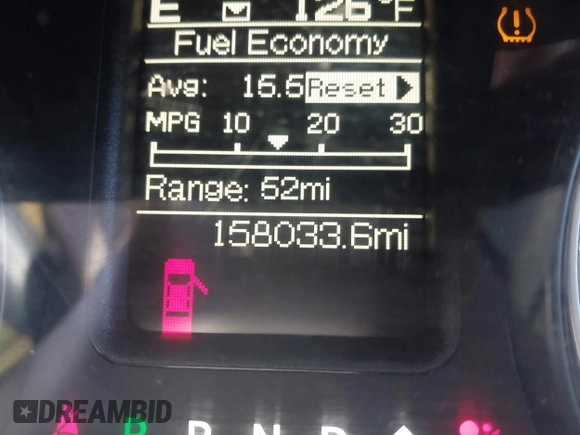 E 126°F
Fuel Economy
Avg: 15.5 Reset
MPG 10 20 30
Range: 52mi
158033.6mi
P R N D
DREAMBID